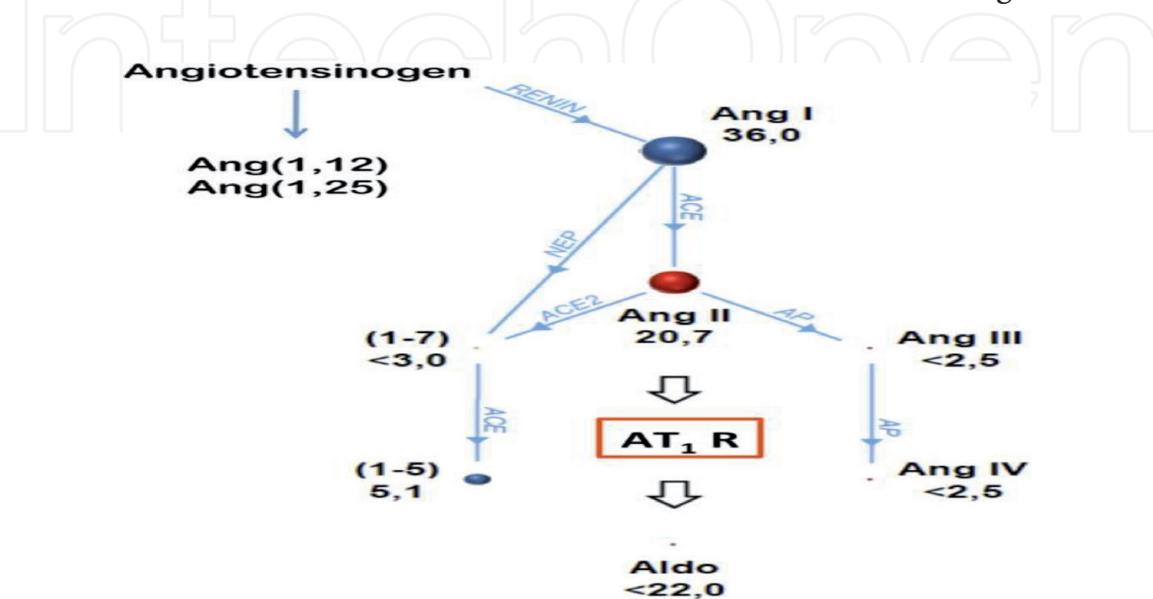 IntechOpen
Angiotensinogen
RENIN
Ang I
36,0
Ang(1,12)
Ang(1,25)
NEP
ACE
ACE2
Ang II
20,7
AP
(1-7)
<3,0
Ang III
<2,5
ACE
AT₁ R
AP
(1-5)
5,1
Ang IV
<2,5
Aldo
<22,0